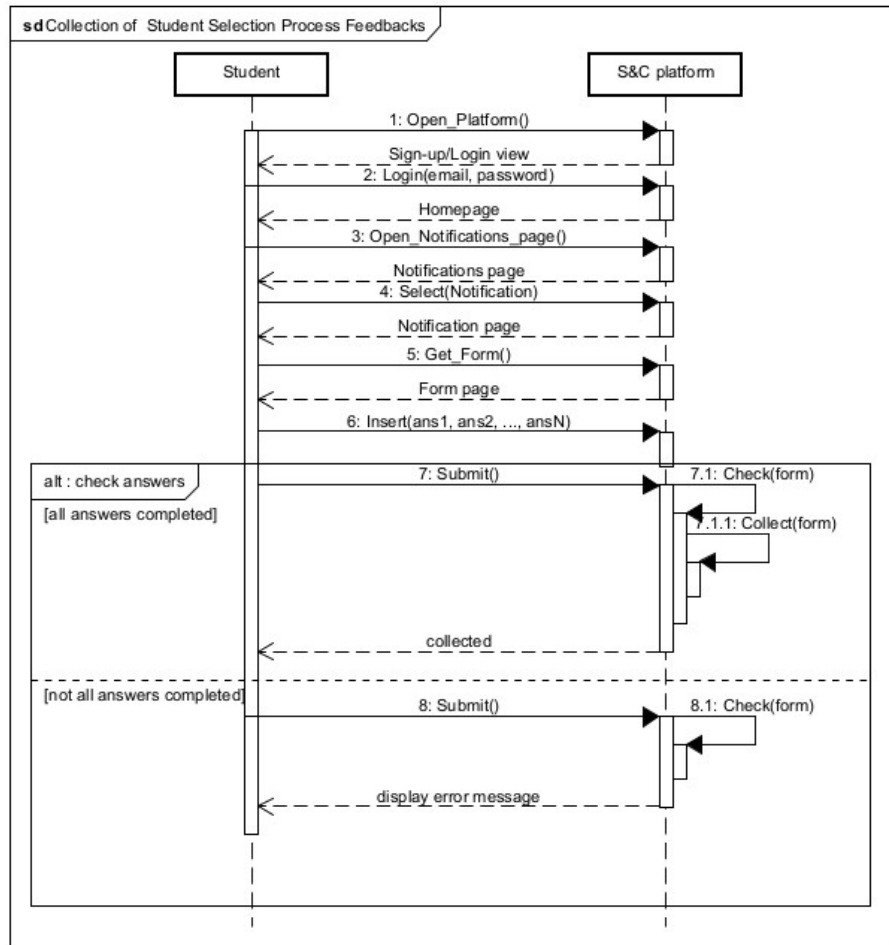 sd Collection of Student Selection Process Feedbacks
Student
S&C platform
1: Open_Platform()
Sign-up/Login view
2: Login(email, password)
Homepage
3: Open_Notifications_page()
Notifications page
4: Select(Notification)
Notification page
5: Get_Form()
Form page
6: Insert(ans1, ans2, ..., ansN)
alt : check answers
7: Submit()
7.1: Check(form)
[all answers completed]
7.1.1: Collect(form)
collected
[not all answers completed]
8: Submit()
8.1: Check(form)
display error message